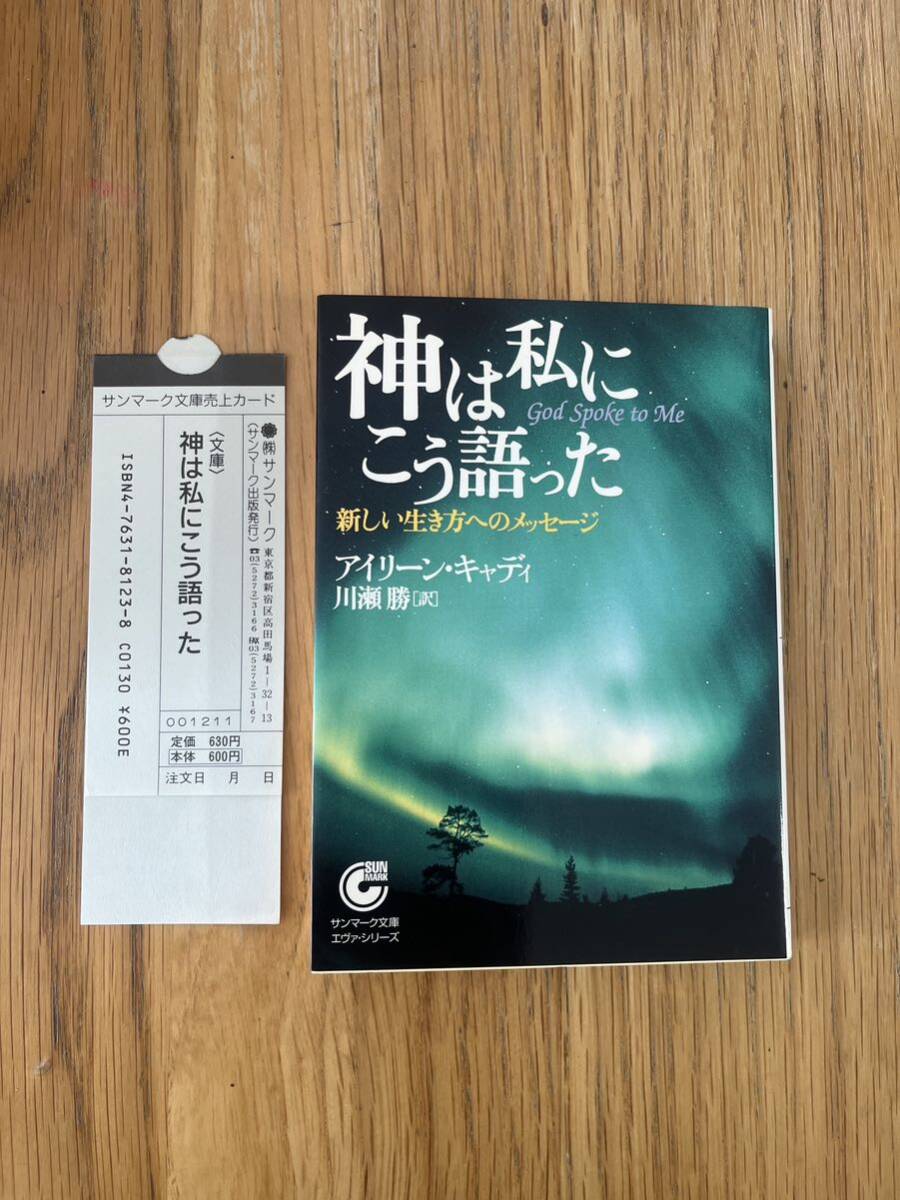 サンマーク文庫売上カード
㈱サンマーク
〈サンマーク出版発行〉
東京都新宿区高田馬場1－32－13
☎03(5272)3166 FAX03(5272)3167
〈文庫〉
神は私にこう語った
001211
定価 630円
本体 600円
注文日 月 日
ISBN4-7631-8123-8 C0130 ¥600E
神は私に
God Spoke to Me
こう語った
新しい生き方へのメッセージ
アイリーン・キャディ
川瀬 勝[訳]
SUN
MARK
サンマーク文庫
エヴァ・シリーズ